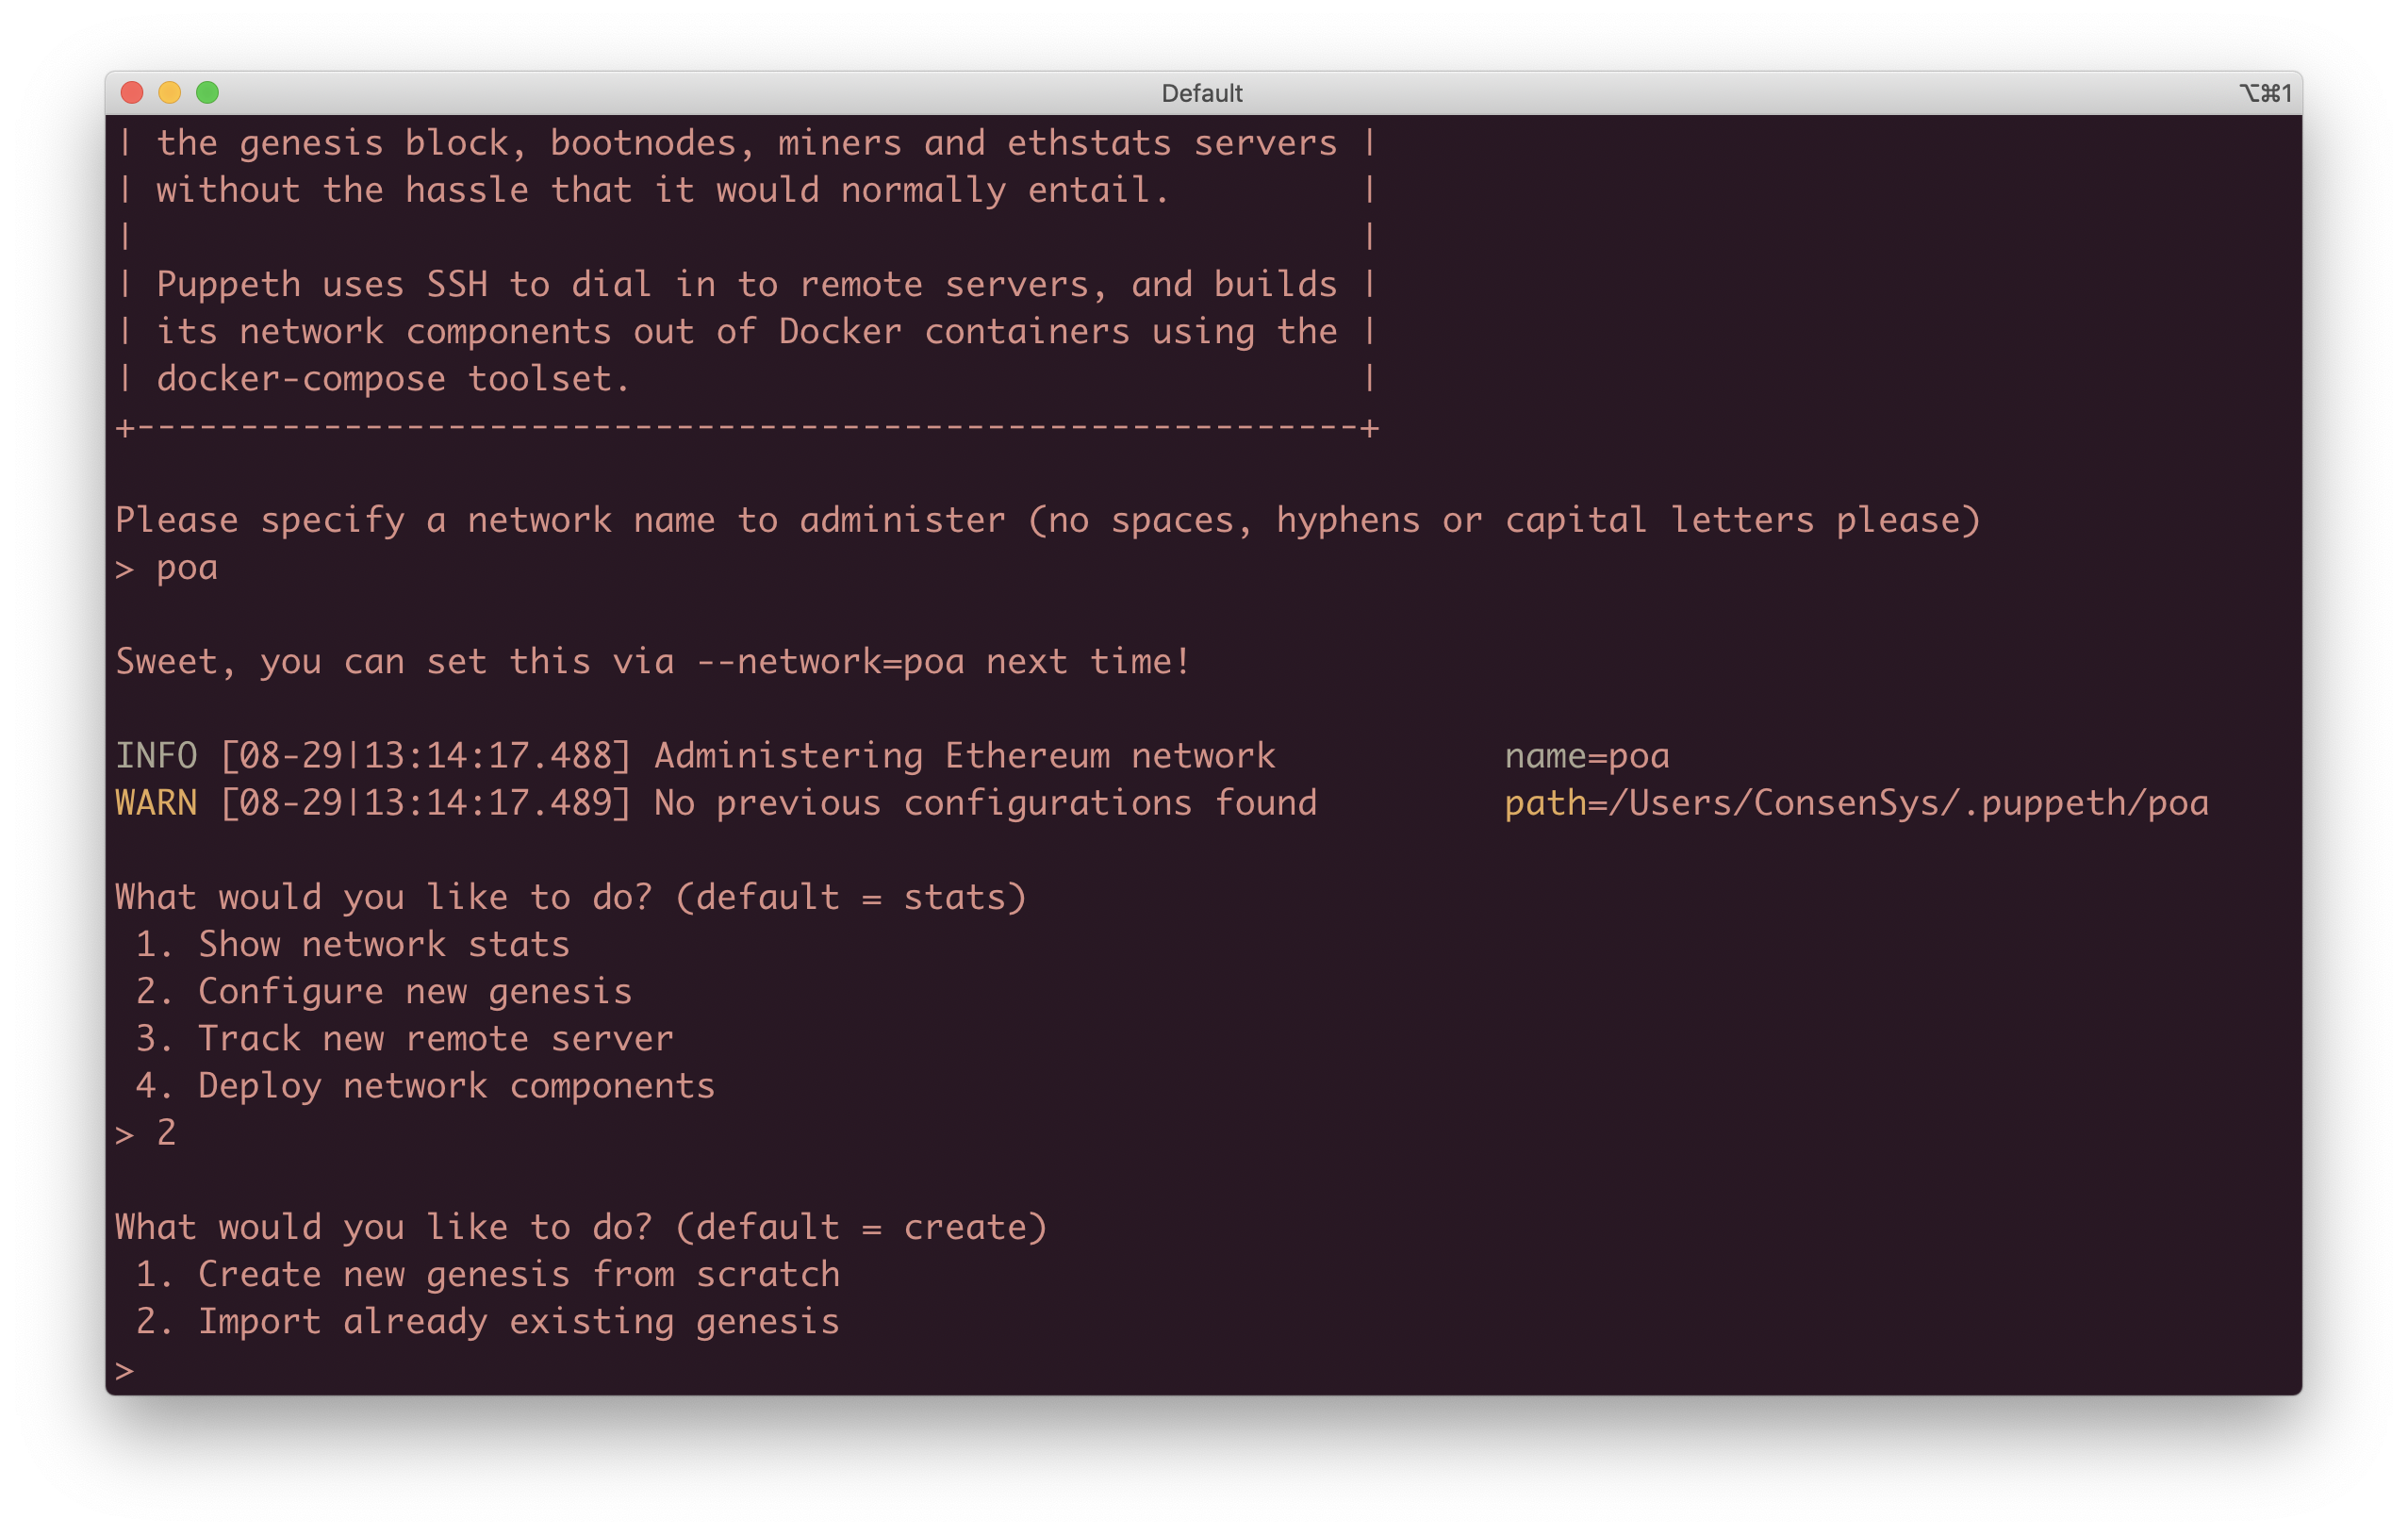 Default
⌥⌘1
| the genesis block, bootnodes, miners and ethstats servers |
| without the hassle that it would normally entail.         |
|                                                           |
| Puppeth uses SSH to dial in to remote servers, and builds |
| its network components out of Docker containers using the |
| docker-compose toolset.                                   |
+-----------------------------------------------------------+
Please specify a network name to administer (no spaces, hyphens or capital letters please)
> poa
Sweet, you can set this via --network=poa next time!
INFO [08-29|13:14:17.488] Administering Ethereum network           name=poa
WARN [08-29|13:14:17.489] No previous configurations found         path=/Users/ConsenSys/.puppeth/poa
What would you like to do? (default = stats)
 1. Show network stats
 2. Configure new genesis
 3. Track new remote server
 4. Deploy network components
> 2
What would you like to do? (default = create)
 1. Create new genesis from scratch
 2. Import already existing genesis
>